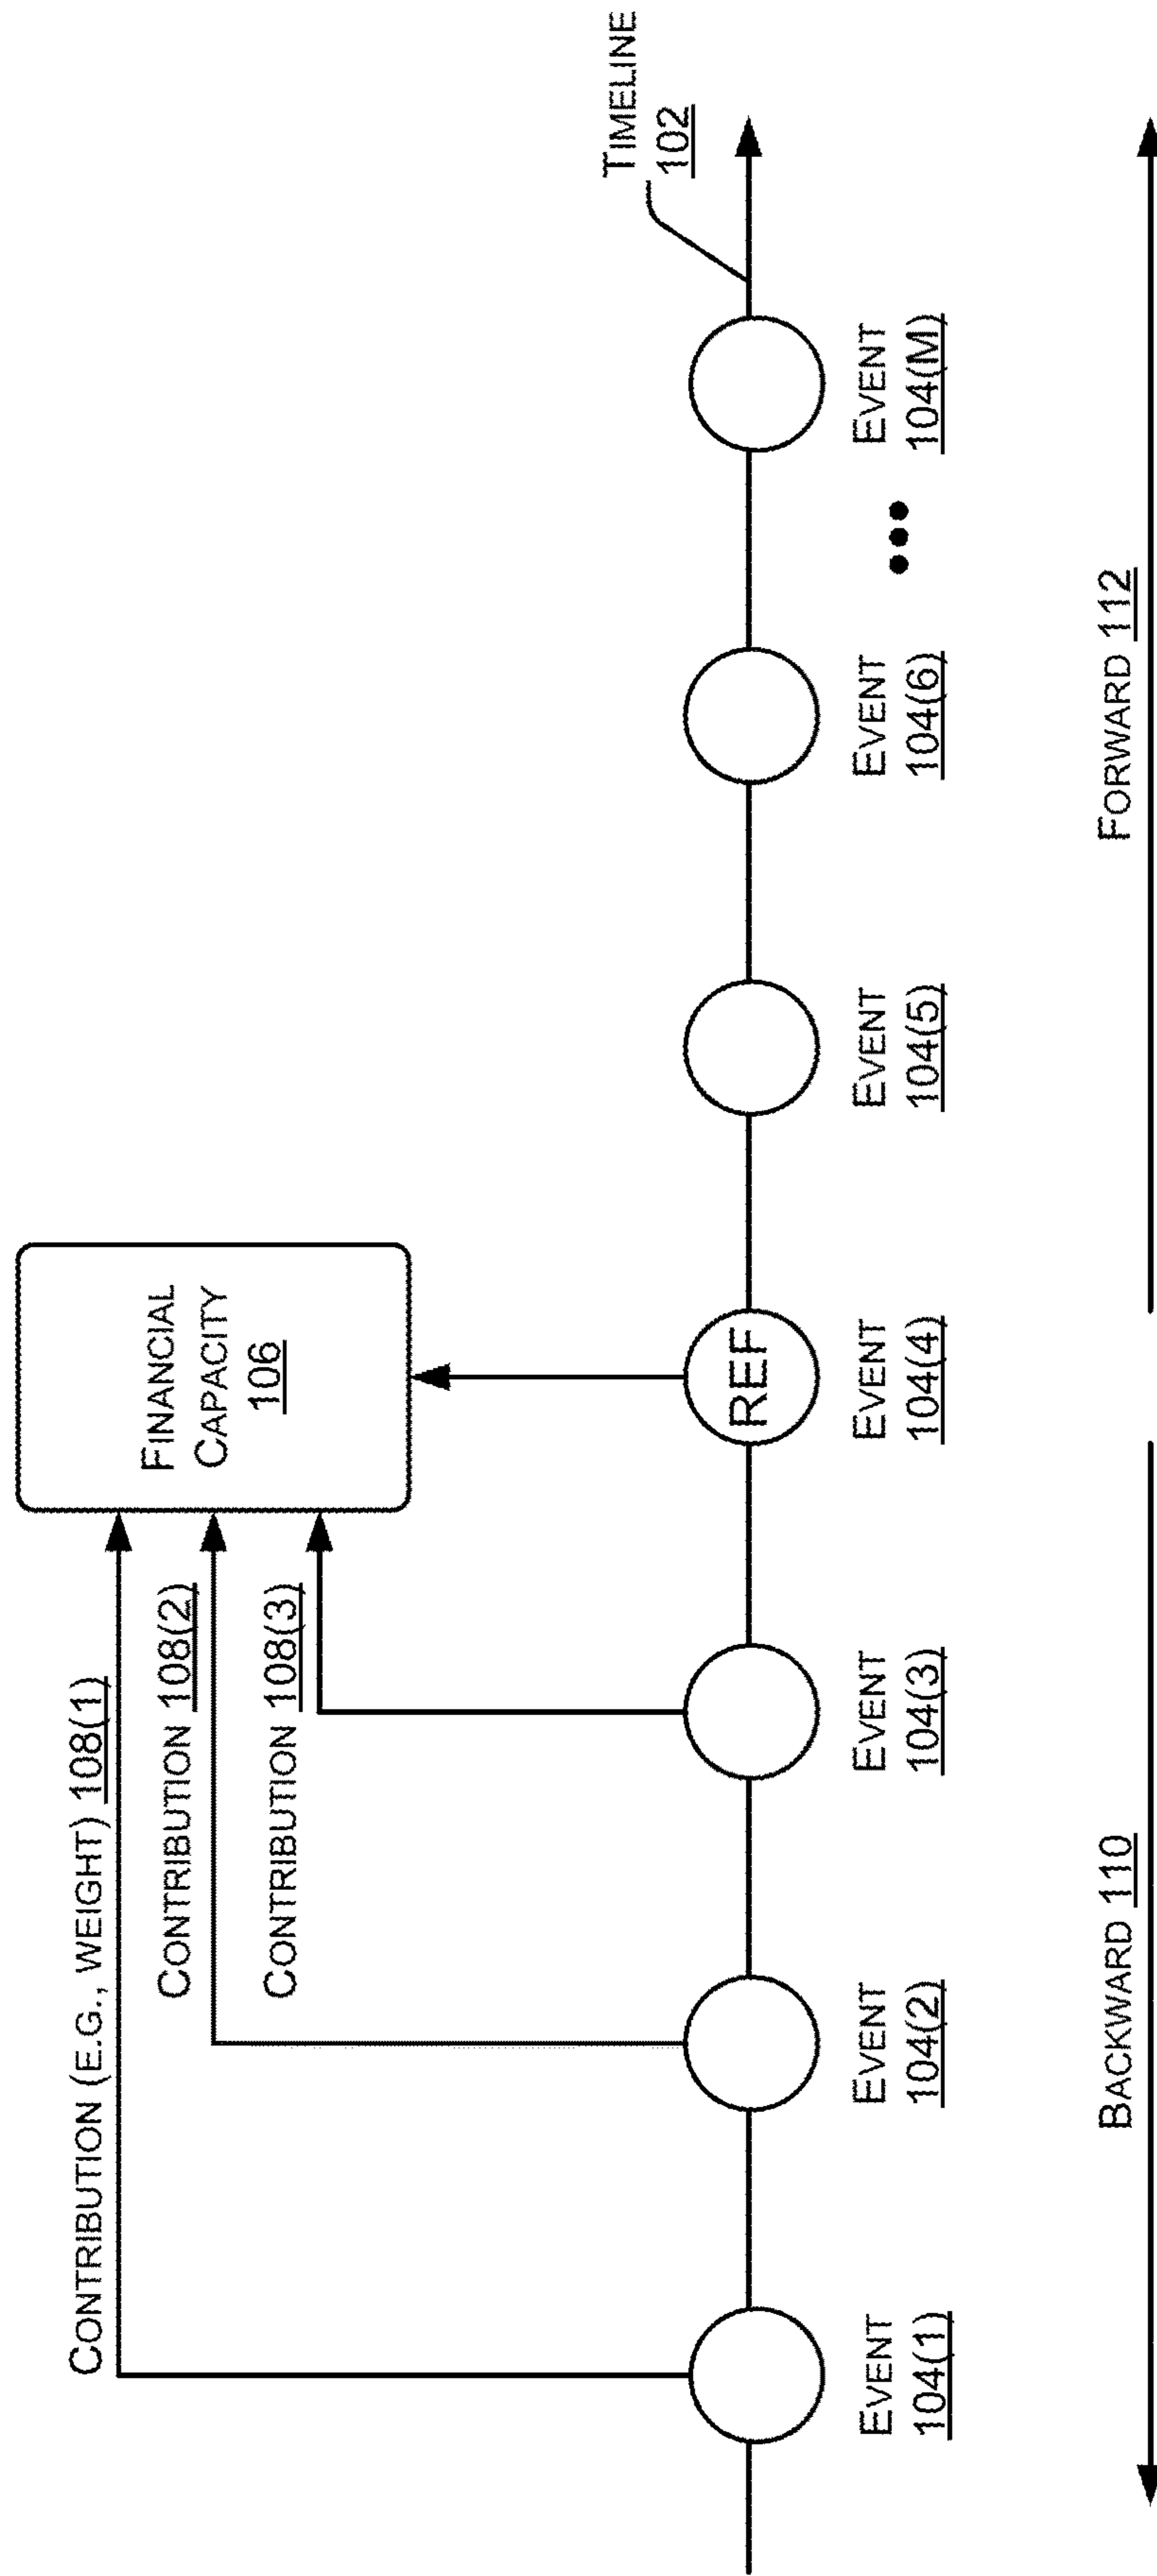 CONTRIBUTION (E.G., WEIGHT) 108(1)
CONTRIBUTION 108(2)
CONTRIBUTION 108(3)
FINANCIAL
CAPACITY
106
TIMELINE
102
REF
EVENT
104(1)
EVENT
104(2)
EVENT
104(3)
EVENT
104(4)
EVENT
104(5)
EVENT
104(6)
•••
EVENT
104(M)
BACKWARD 110
FORWARD 112